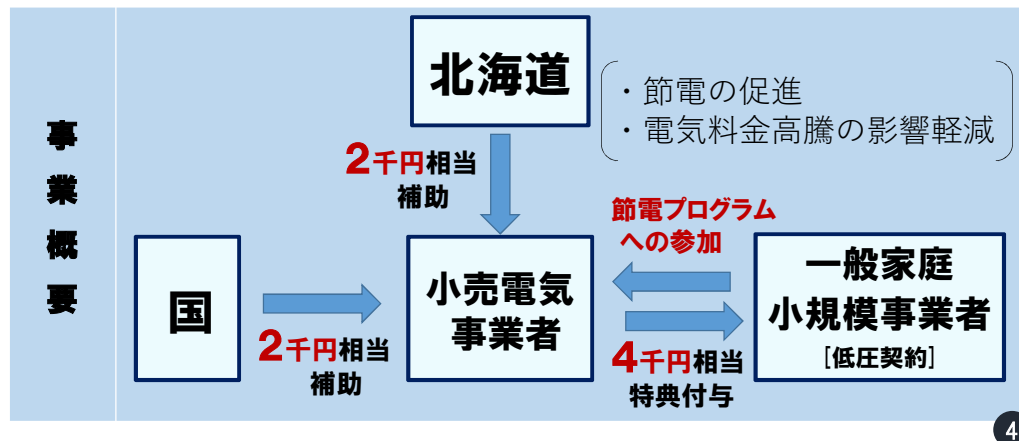 事業概要
北海道
・節電の促進
・電気料金高騰の影響軽減
2千円相当
補助
節電プログラム
への参加
国
2千円相当
補助
小売電気
事業者
4千円相当
特典付与
一般家庭
小規模事業者
[低圧契約]
4